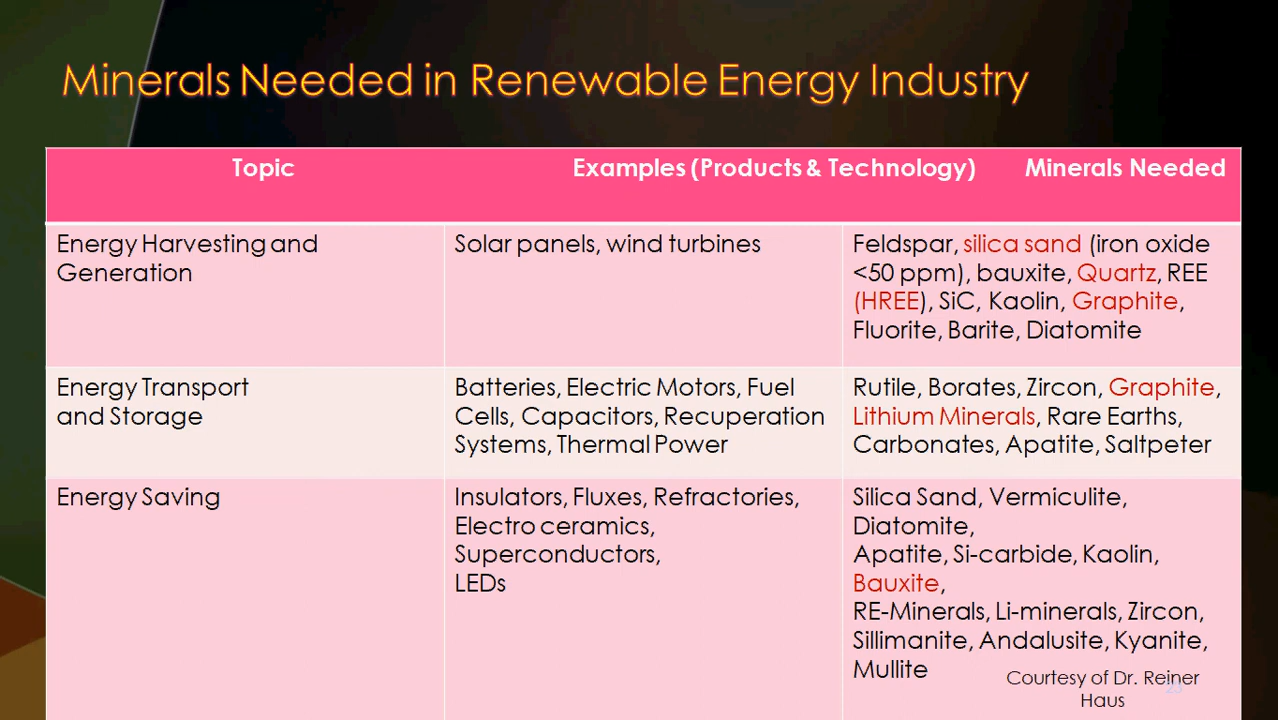 Minerals Needed in Renewable Energy Industry
Topic
Examples (Products & Technology)
Minerals Needed
Energy Harvesting and
Generation
Solar panels, wind turbines
Feldspar, silica sand (iron oxide
<50 ppm), bauxite, Quartz, REE
(HREE), SiC, Kaolin, Graphite,
Fluorite, Barite, Diatomite
Energy Transport
and Storage
Batteries, Electric Motors, Fuel
Cells, Capacitors, Recuperation
Systems, Thermal Power
Rutile, Borates, Zircon, Graphite,
Lithium Minerals, Rare Earths,
Carbonates, Apatite, Saltpeter
Energy Saving
Insulators, Fluxes, Refractories,
Electro ceramics,
Superconductors,
LEDs
Silica Sand, Vermiculite,
Diatomite,
Apatite, Si-carbide, Kaolin,
Bauxite,
RE-Minerals, Li-minerals, Zircon,
Sillimanite, Andalusite, Kyanite,
Mullite
Courtesy of Dr. Reiner
Haus
23